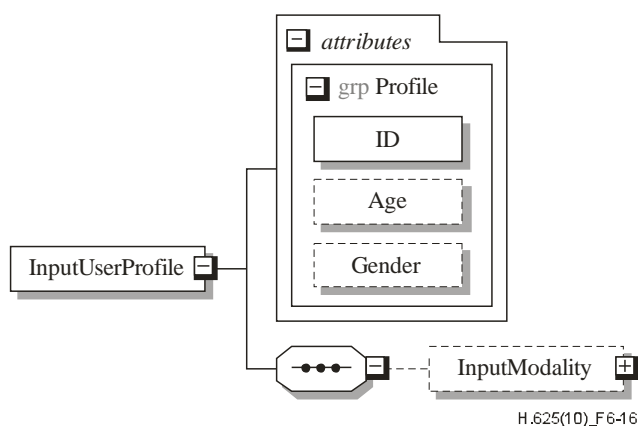 attributes
grp Profile
ID
Age
Gender
InputUserProfile
InputModality
H.625(10)_F6-16